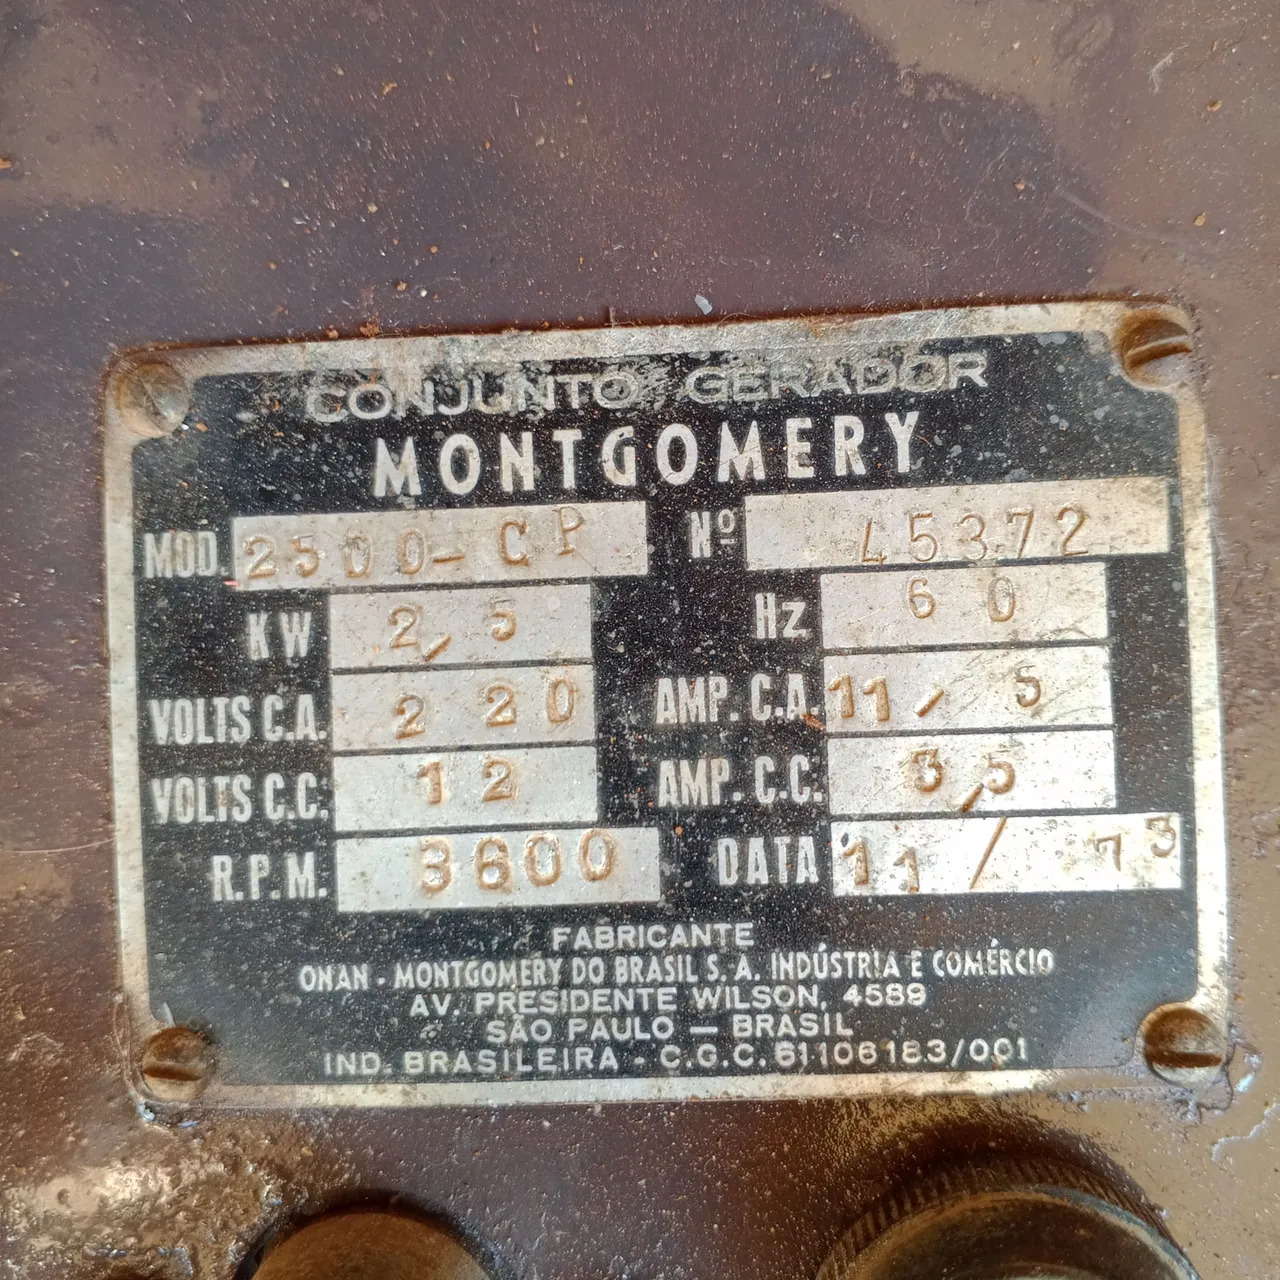 CONJUNTO GERADOR
MONTGOMERY
MOD. 2500-CP Nº 45372
KW 2,5 Hz 60
VOLTS C.A. 220 AMP. C.A. 11,5
VOLTS C.C. 12 AMP. C.C. 3,5
R.P.M. 3600 DATA 11/73
FABRICANTE
ONAN - MONTGOMERY DO BRASIL S. A. INDÚSTRIA E COMÉRCIO
AV. PRESIDENTE WILSON, 4589
SÃO PAULO — BRASIL
IND. BRASILEIRA - C.G.C. 61106183/001